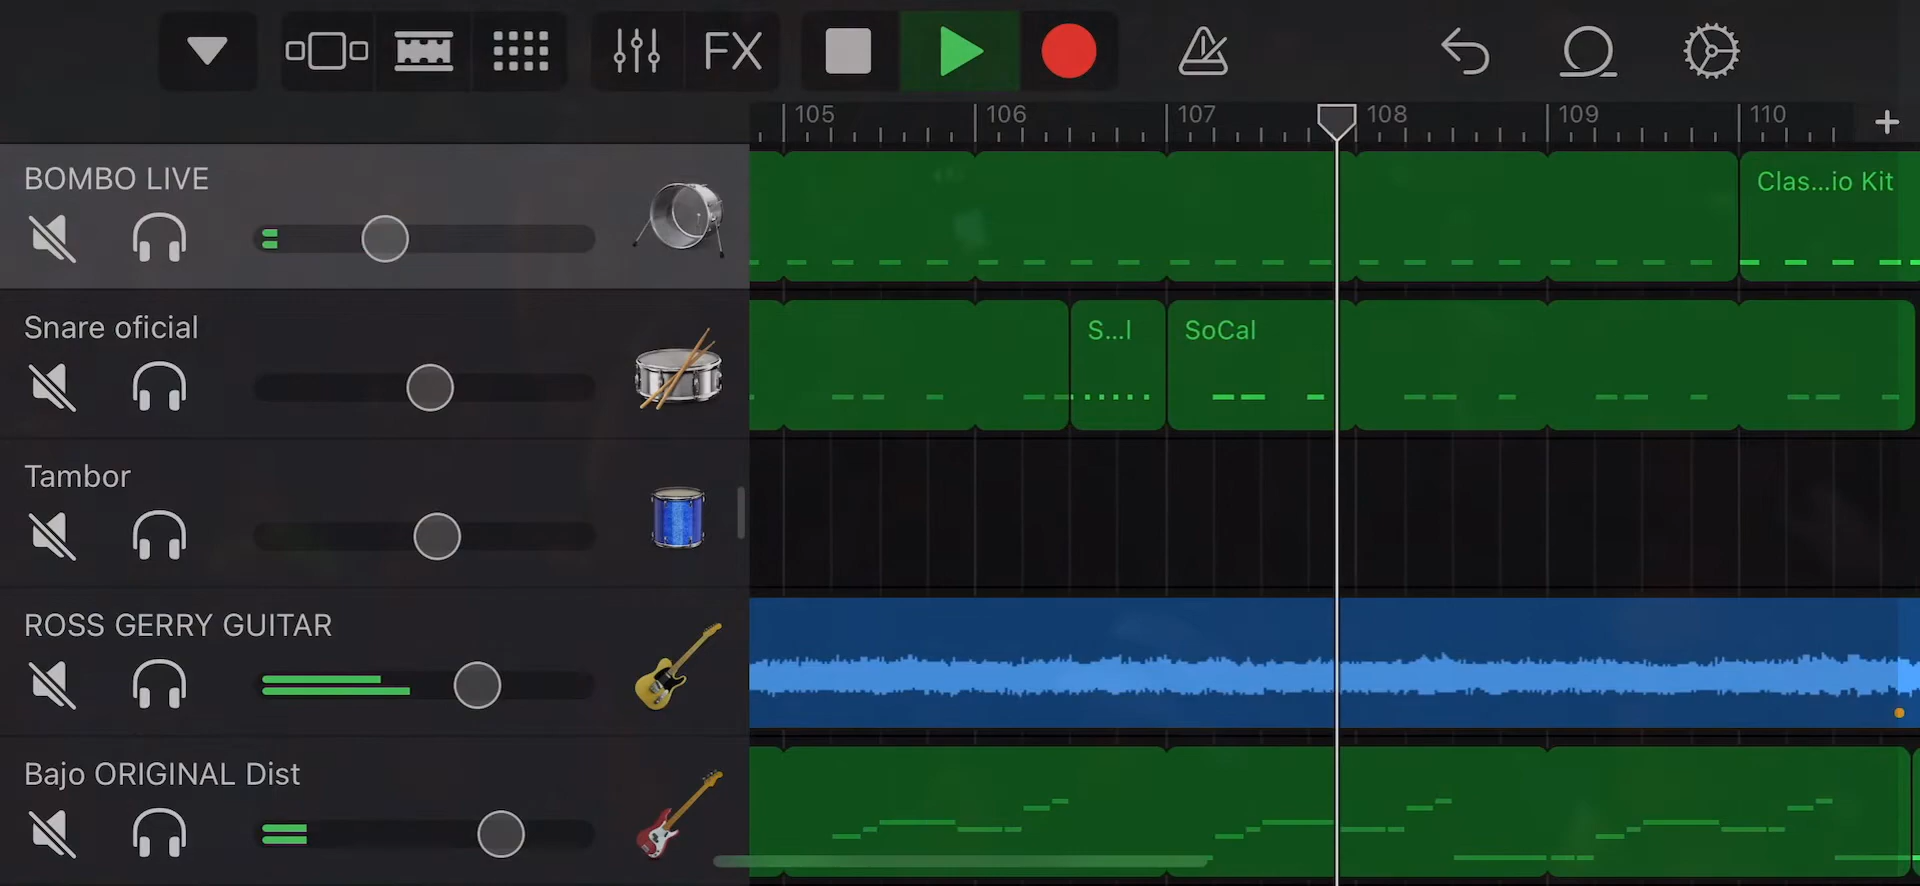 FX
105 106 107 108 109 110
BOMBO LIVE
Clas...io Kit
Snare oficial
S...l SoCal
Tambor
ROSS GERRY GUITAR
Bajo ORIGINAL Dist